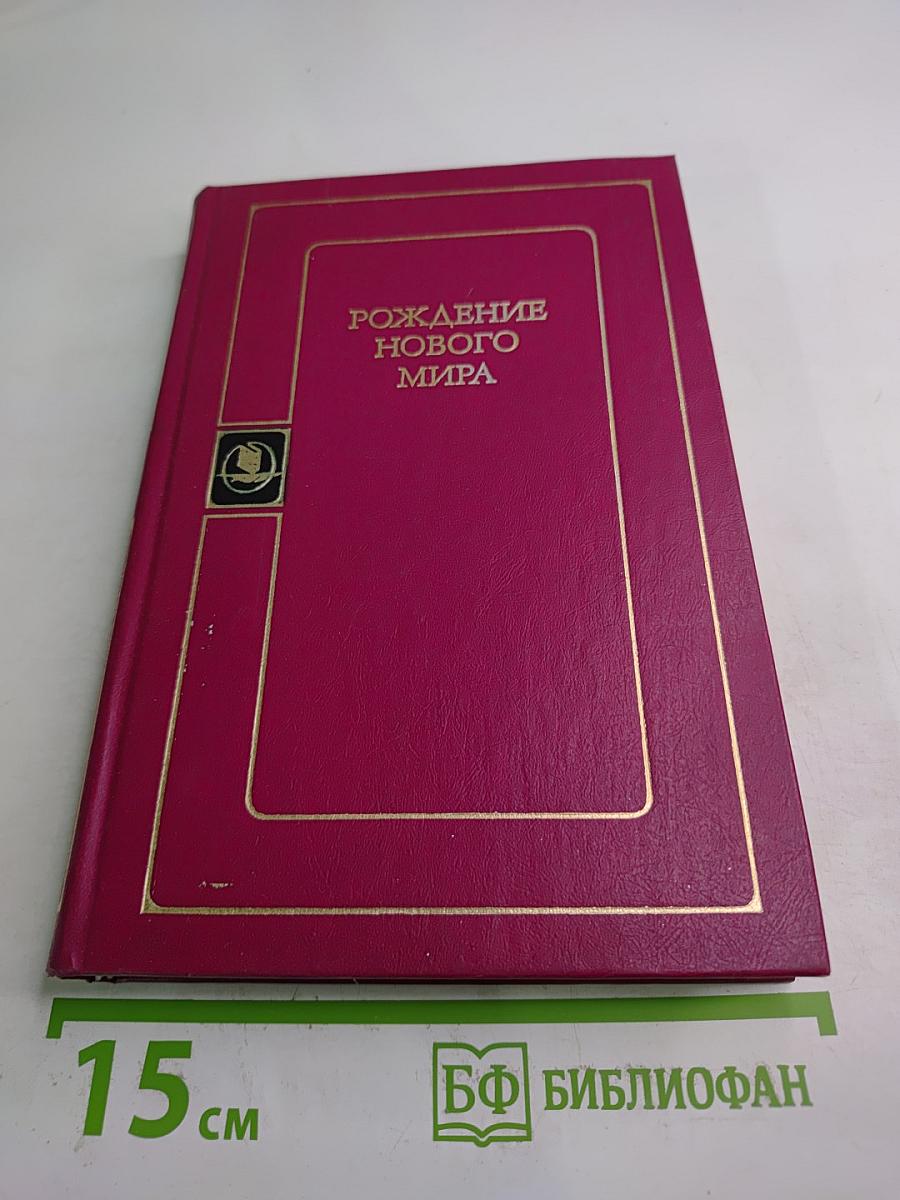 РОЖДЕНИЕ
НОВОГО
МИРА
15 см
БФ БИБЛИОФАН